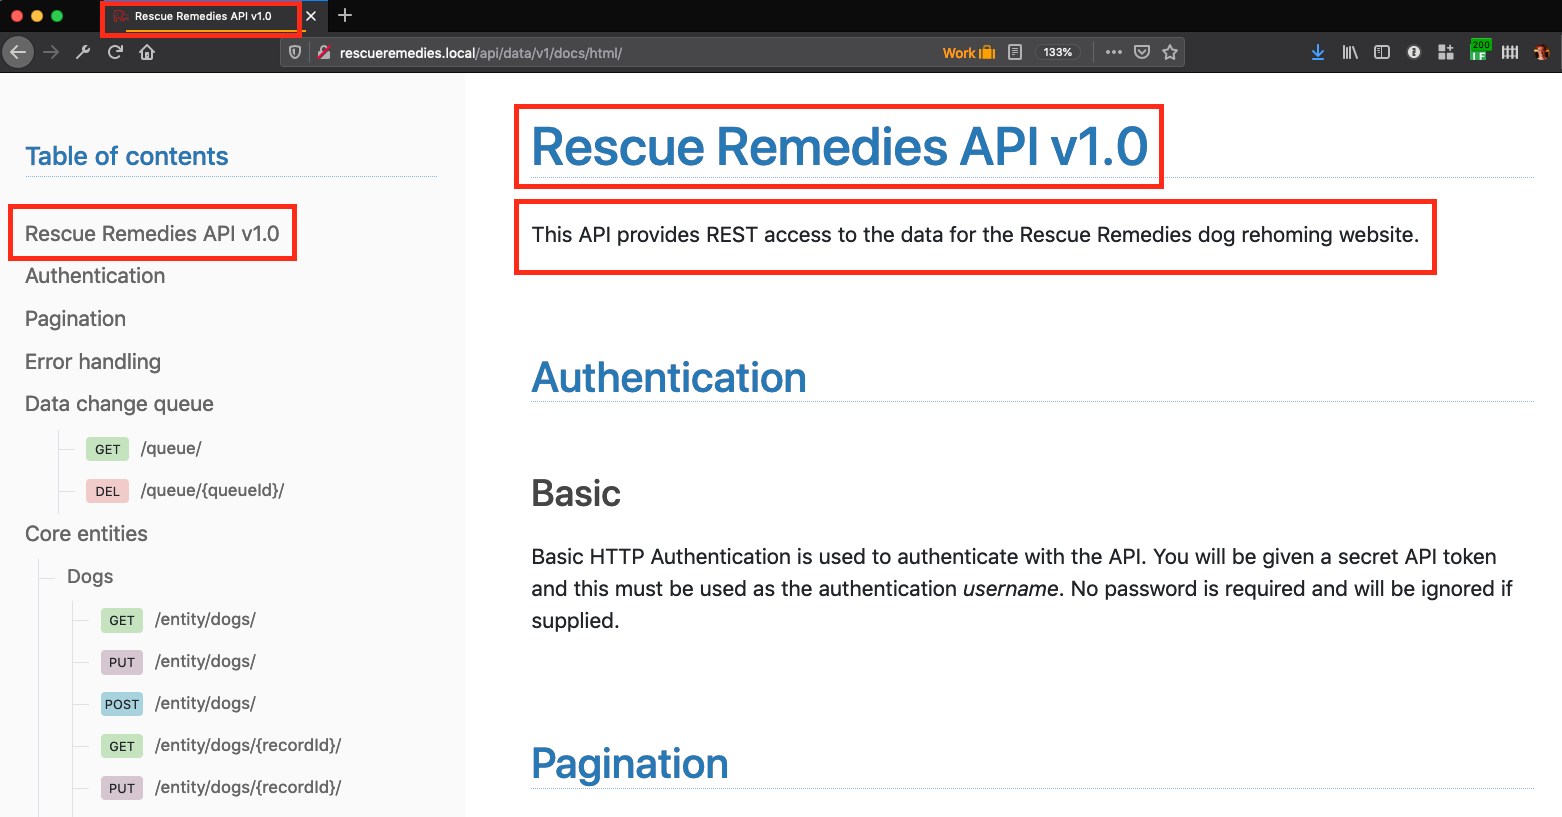 Rescue Remedies API v1.0
rescueremedies.local/api/data/v1/docs/html/
Work
133%
200
IF
Table of contents
Rescue Remedies API v1.0
Authentication
Pagination
Error handling
Data change queue
GET /queue/
DEL /queue/{queueId}/
Core entities
Dogs
GET /entity/dogs/
PUT /entity/dogs/
POST /entity/dogs/
GET /entity/dogs/{recordId}/
PUT /entity/dogs/{recordId}/
Rescue Remedies API v1.0
This API provides REST access to the data for the Rescue Remedies dog rehoming website.
Authentication
Basic
Basic HTTP Authentication is used to authenticate with the API. You will be given a secret API token
and this must be used as the authentication username. No password is required and will be ignored if
supplied.
Pagination